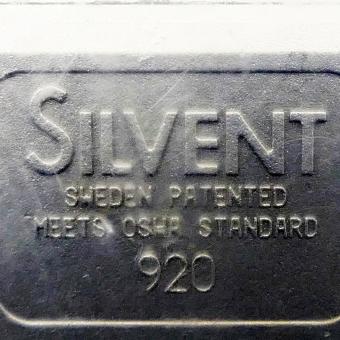 SILVENT
SWEDEN PATENTED
MEETS OSHA STANDARD
920